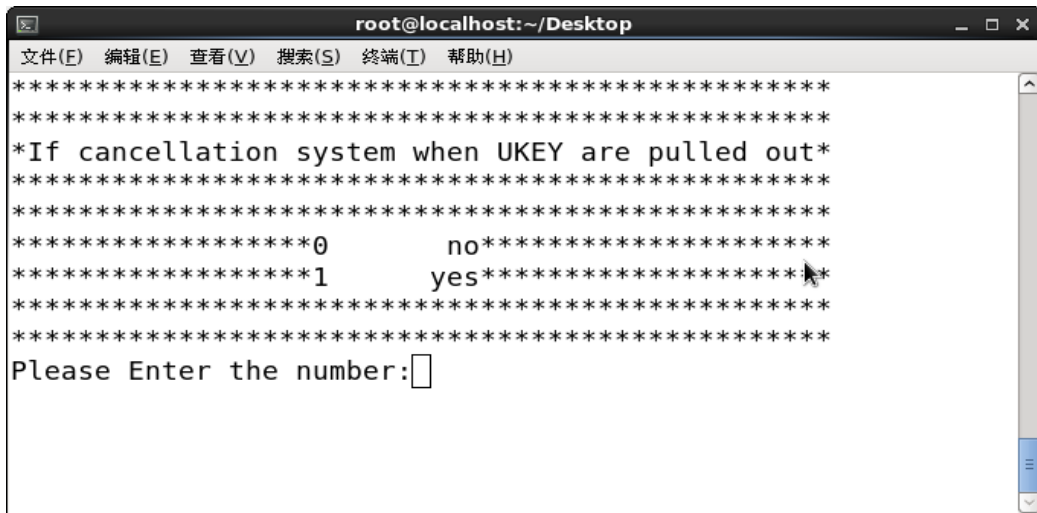 root@localhost:~/Desktop
文件(F) 编辑(E) 查看(V) 搜索(S) 终端(T) 帮助(H)
*************************************************
*************************************************
*If cancellation system when UKEY are pulled out*
*************************************************
*************************************************
******************0       no*********************
******************1      yes*********************
*************************************************
*************************************************
Please Enter the number: